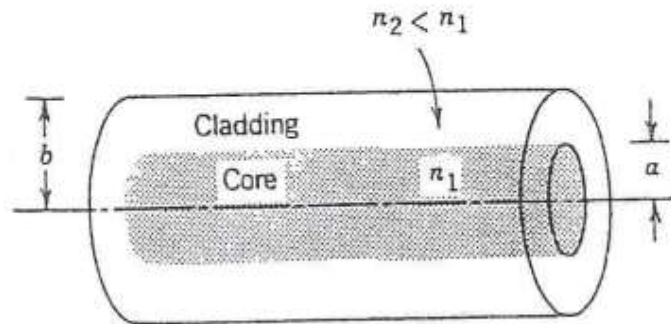 n₂ < n₁
Cladding
b
Core
n₁
a